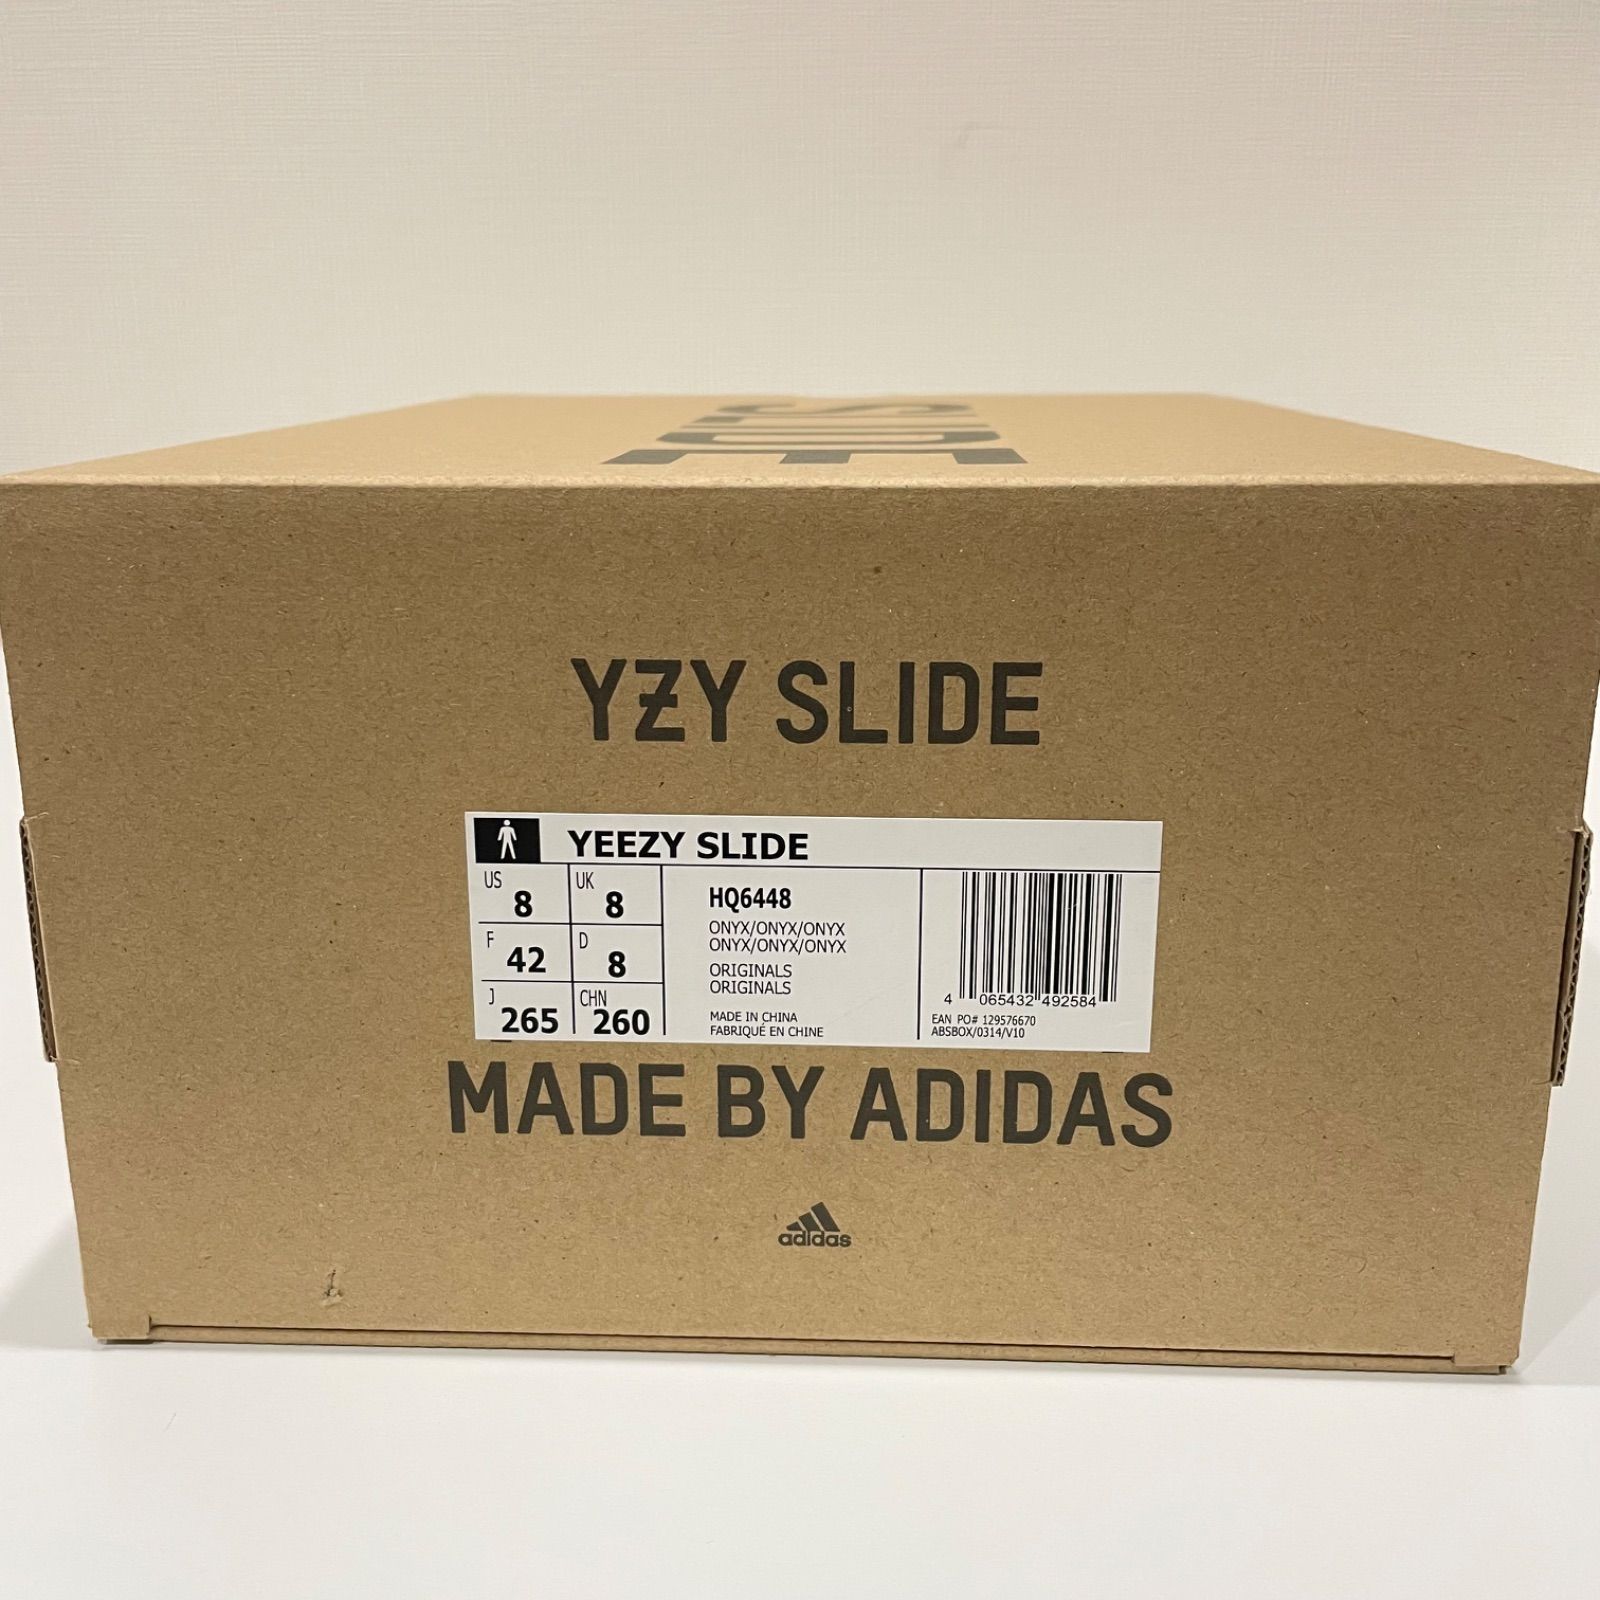 SLIDE
YZY SLIDE
YEEZY SLIDE
US 8 UK 8
F 42 D 8
J 265 CHN 260
HQ6448
ONYX/ONYX/ONYX
ONYX/ONYX/ONYX
ORIGINALS
ORIGINALS
MADE IN CHINA
FABRIQUÉ EN CHINE
4 065432 492584
EAN PO# 129576670
ABSBOX/0314/V10
MADE BY ADIDAS
adidas